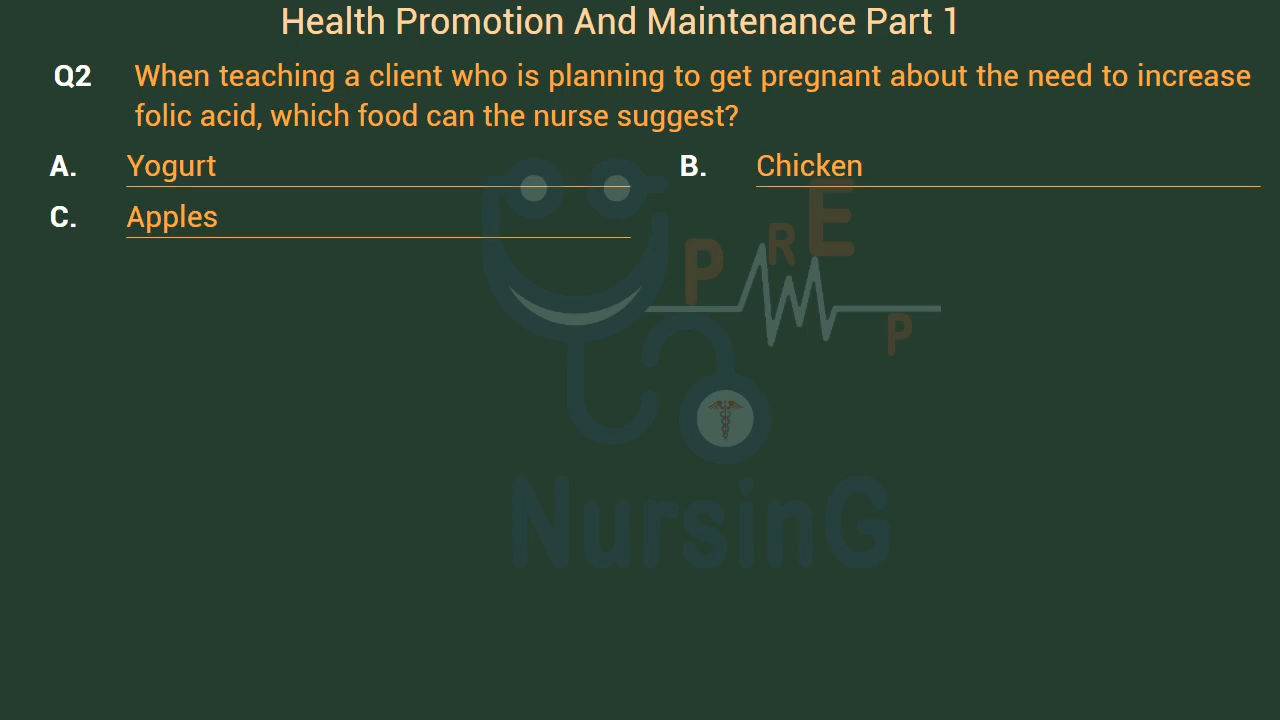 Health Promotion And Maintenance Part 1
Q2 When teaching a client who is planning to get pregnant about the need to increase
folic acid, which food can the nurse suggest?
A. Yogurt B. Chicken
C. Apples
PREP
NursinG